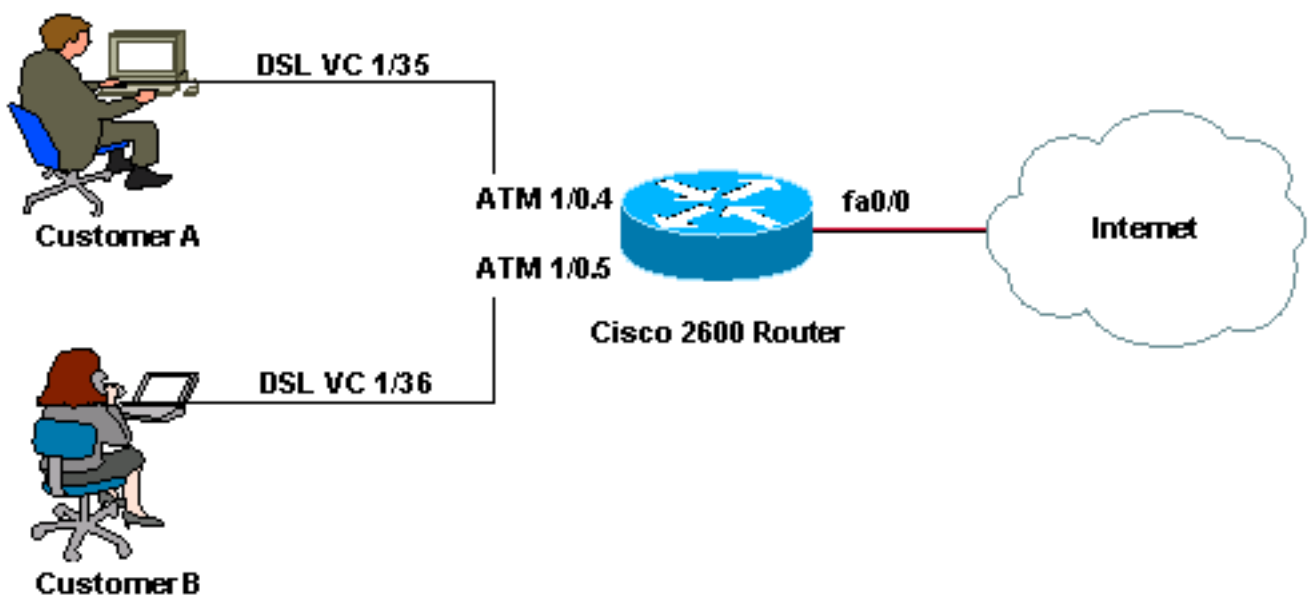 DSL VC 1/35
Customer A
ATM 1/0.4
ATM 1/0.5
fa0/0
Internet
Cisco 2600 Router
DSL VC 1/36
Customer B